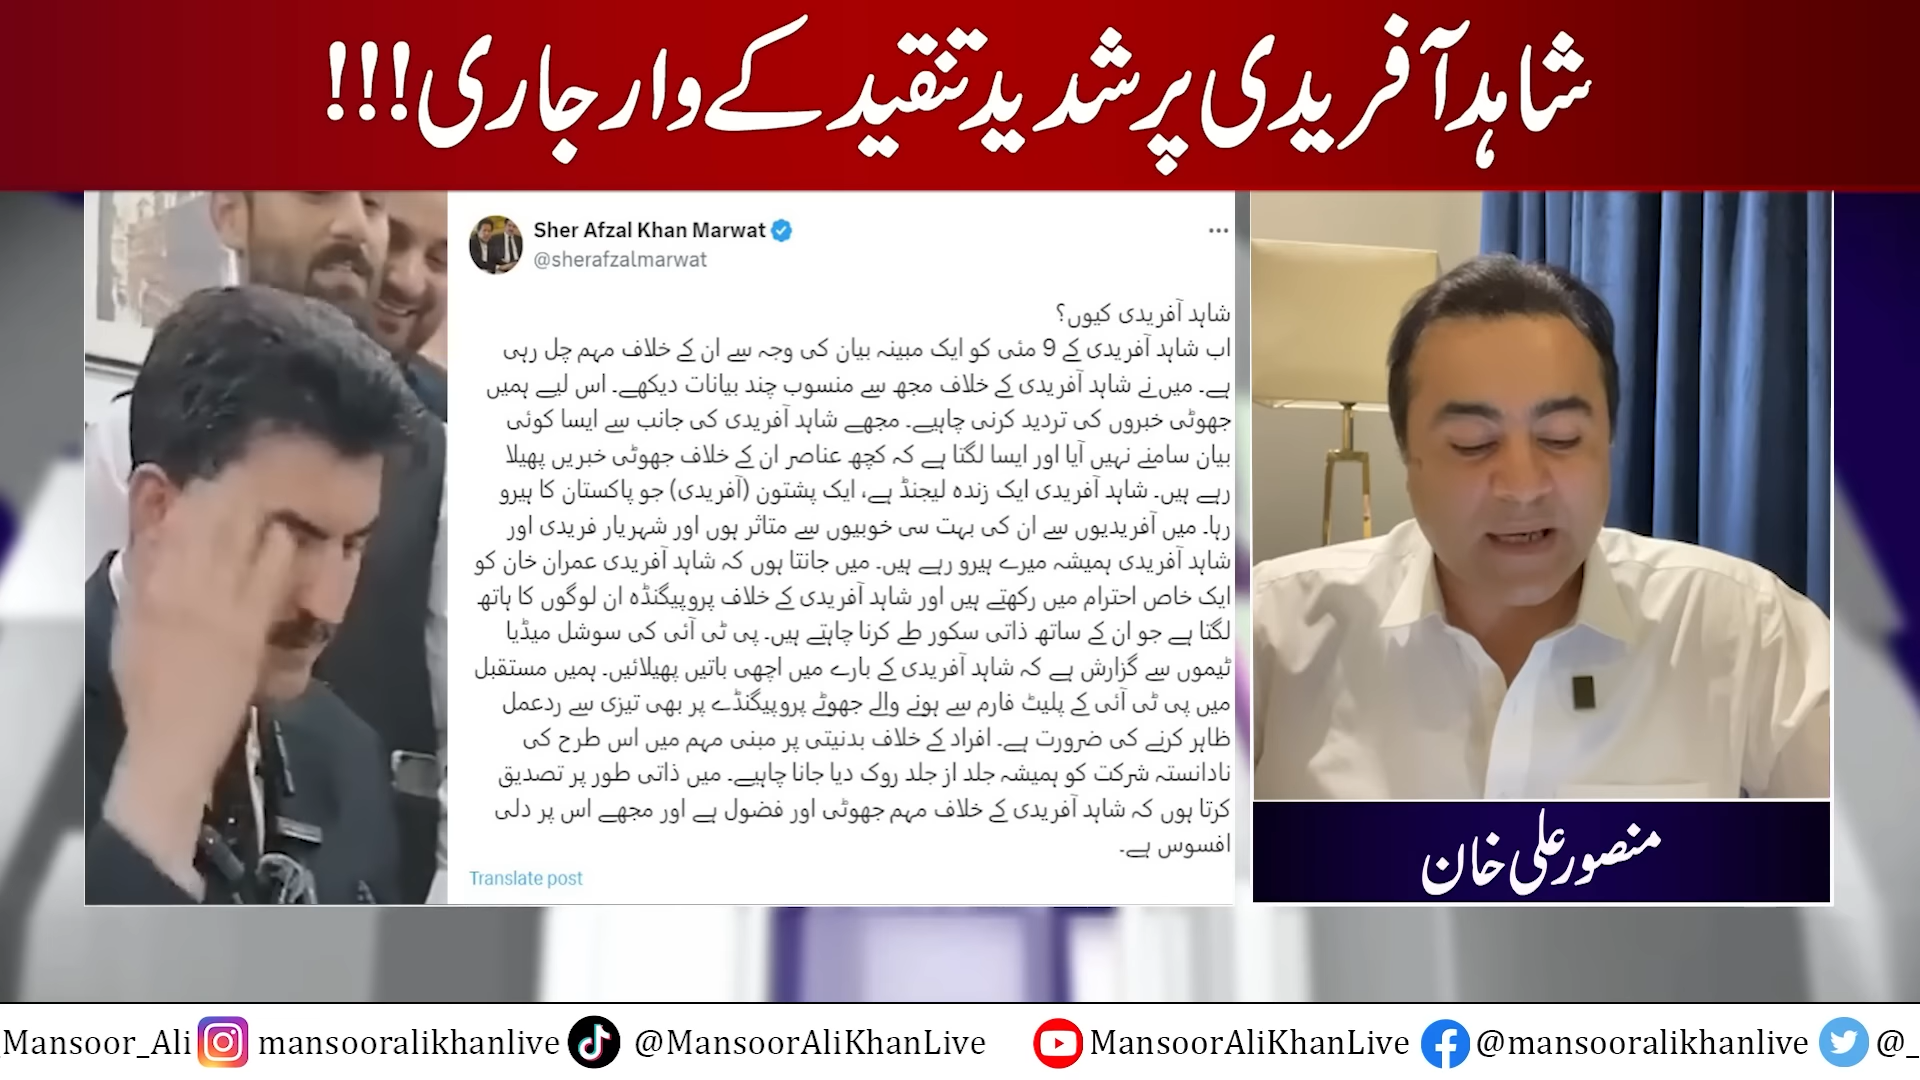 شاہد آفریدی پر شدید تنقید کے وار جاری!!!
Sher Afzal Khan Marwat
@sherafzalmarwat
شاہد آفریدی کیوں؟
اب شاہد آفریدی کے 9 مئی کو ایک مبینہ بیان کی وجہ سے ان کے خلاف مہم چل رہی
ہے۔ میں نے شاہد آفریدی کے خلاف مجھ سے منسوب چند بیانات دیکھے۔ اس لیے ہمیں
جھوٹی خبروں کی تردید کرنی چاہیے۔ مجھے شاہد آفریدی کی جانب سے ایسا کوئی
بیان سامنے نہیں آیا اور ایسا لگتا ہے کہ کچھ عناصر ان کے خلاف جھوٹی خبریں پھیلا
رہے ہیں۔ شاہد آفریدی ایک زندہ لیجنڈ ہے، ایک پشتون (آفریدی) جو پاکستان کا ہیرو
رہا۔ میں آفریدیوں سے ان کی بہت سی خوبیوں سے متاثر ہوں اور شہریار فریدی اور
شاہد آفریدی ہمیشہ میرے ہیرو رہے ہیں۔ میں جانتا ہوں کہ شاہد آفریدی عمران خان کو
ایک خاص احترام میں رکھتے ہیں اور شاہد آفریدی کے خلاف پروپیگنڈہ ان لوگوں کا ہاتھ
لگتا ہے جو ان کے ساتھ ذاتی سکور طے کرنا چاہتے ہیں۔ پی ٹی آئی کی سوشل میڈیا
ٹیموں سے گزارش ہے کہ شاہد آفریدی کے بارے میں اچھی باتیں پھیلائیں۔ ہمیں مستقبل
میں پی ٹی آئی کے پلیٹ فارم سے ہونے والے جھوٹے پروپیگنڈے پر بھی تیزی سے ردعمل
ظاہر کرنے کی ضرورت ہے۔ افراد کے خلاف بدنیتی پر مبنی مہم میں اس طرح کی
نادانستہ شرکت کو ہمیشہ جلد از جلد روک دیا جانا چاہیے۔ میں ذاتی طور پر تصدیق
کرتا ہوں کہ شاہد آفریدی کے خلاف مہم جھوٹی اور فضول ہے اور مجھے اس پر دلی
افسوس ہے۔
Translate post
منصور علی خان
Mansoor_Ali mansooralikhanlive @MansoorAliKhanLive MansoorAliKhanLive @mansooralikhanlive @_